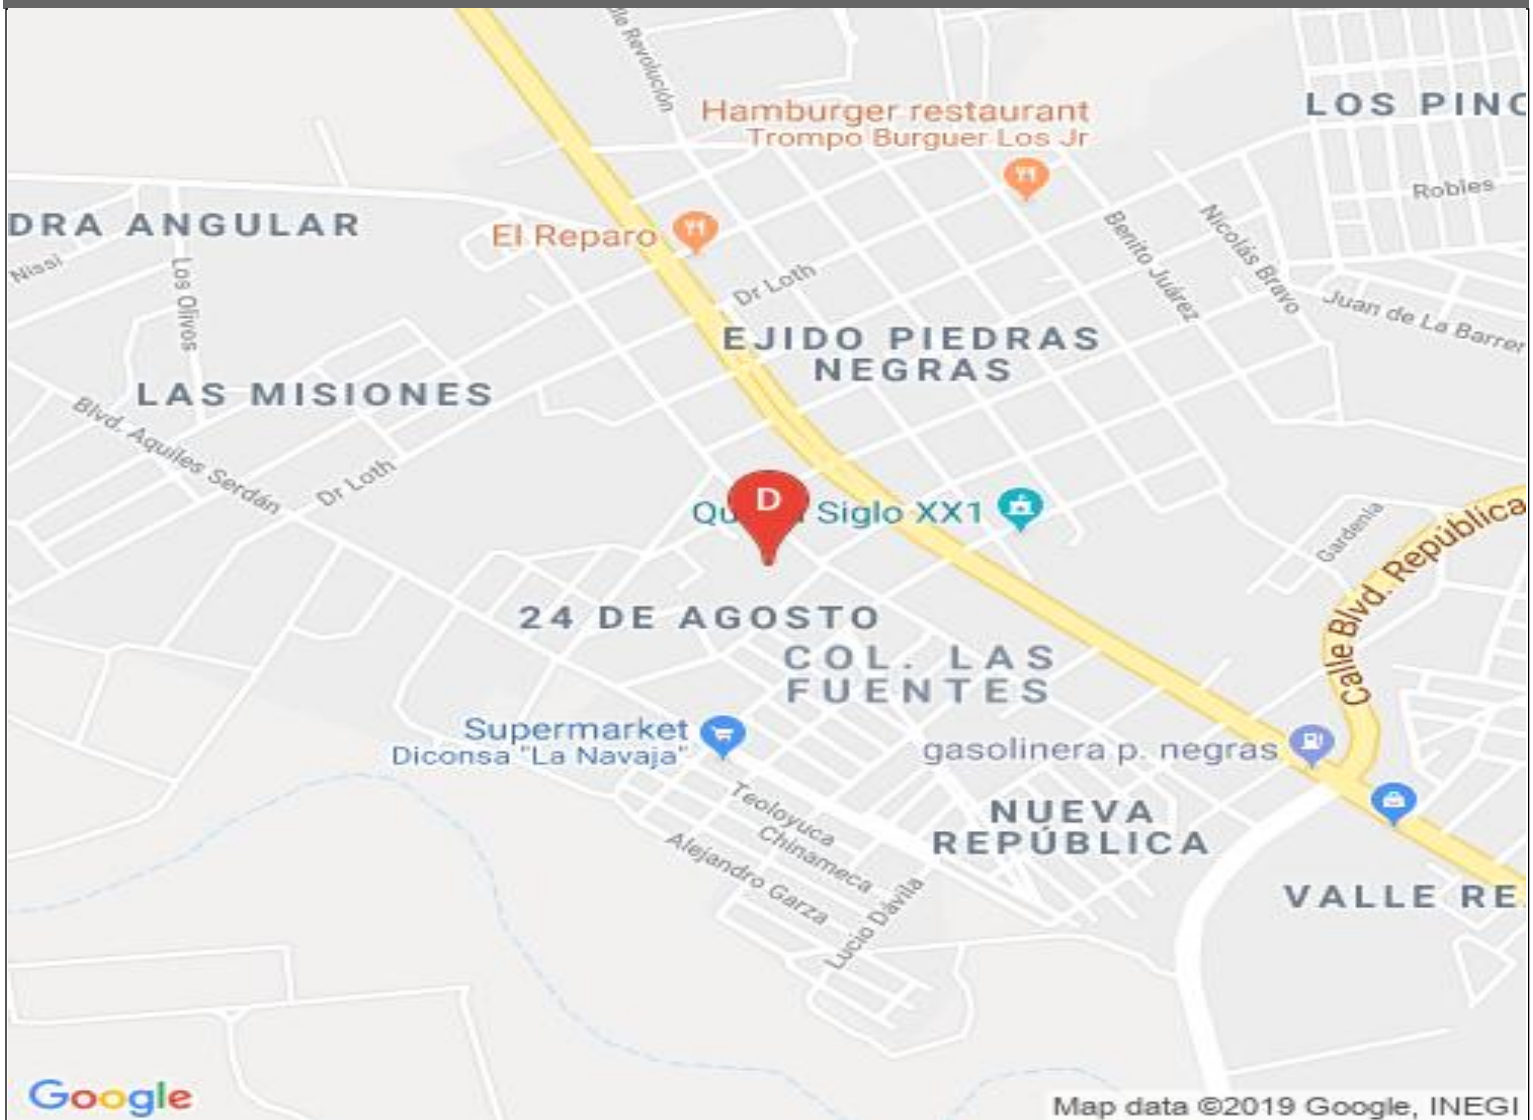 Hamburger restaurant
Trompo Burguer Los Jr
LOS PINO
Robles
DRA ANGULAR
El Reparo
Nissi
Los Olivos
Dr Loth
Benito Juárez
Nicolás Bravo
Juan de La Barrer
EJIDO PIEDRAS
NEGRAS
LAS MISIONES
Blvd. Aquiles Serdán
Dr Loth
D
Siglo XX1
Gardenia
Calle Blvd. República
24 DE AGOSTO
COL. LAS
FUENTES
Supermarket
Diconsa "La Navaja"
gasolinera p. negras
Teoloyuca
Chinameca
Alejandro Garza
Lucio Dávila
NUEVA
REPÚBLICA
VALLE RE
Google
Map data ©2019 Google, INEGI